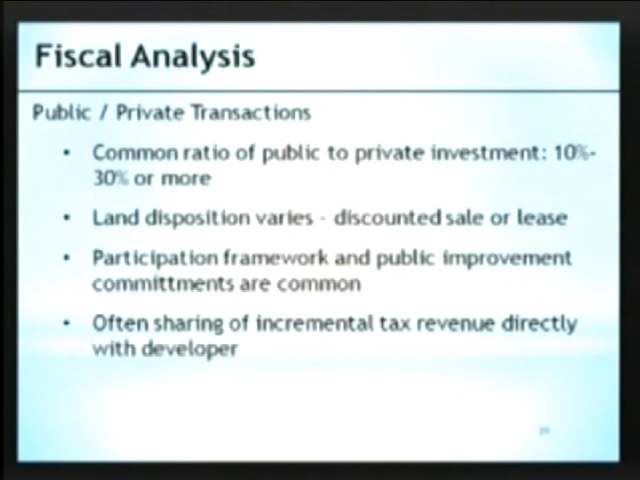 Fiscal Analysis
Public / Private Transactions
• Common ratio of public to private investment: 10%-
30% or more
• Land disposition varies - discounted sale or lease
• Participation framework and public improvement
committments are common
• Often sharing of incremental tax revenue directly
with developer